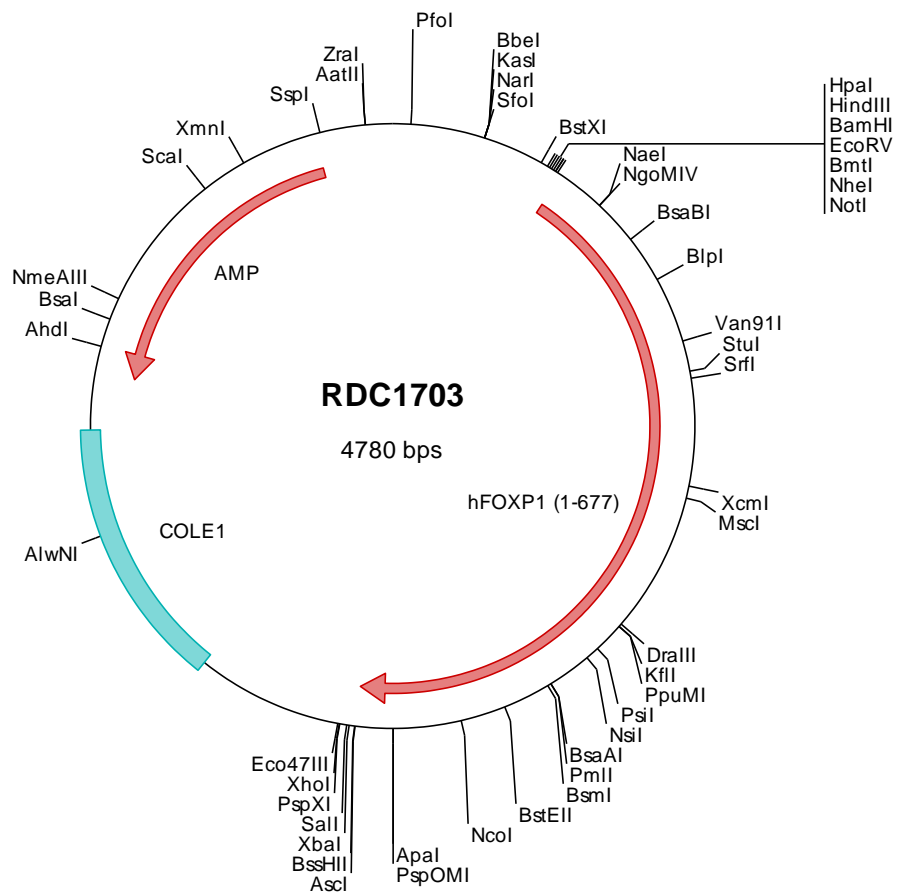 PfoI
BbeI
KasI
NarI
SfoI
ZraI
AatII
SspI
XmnI
ScaI
BstXI
HpaI
HindIII
BamHI
EcoRV
BmtI
NheI
NotI
NaeI
NgoMIV
BsaBI
BlpI
NmeAIII
BsaI
AhdI
AMP
Van91I
StuI
SrfI
RDC1703
4780 bps
hFOXP1 (1-677)
XcmI
MscI
COLE1
AlwNI
DraIII
KflI
PpuMI
PsiI
NsiI
BsaAI
PmlI
BsmI
BstEII
NcoI
ApaI
PspOMI
Eco47III
XhoI
PspXI
SalI
XbaI
BssHII
AscI